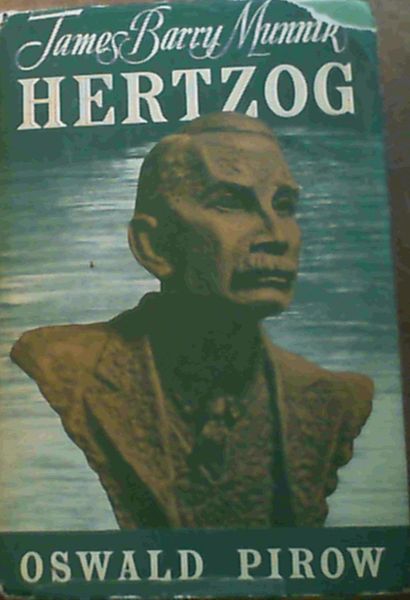 James Barry Munnik
HERTZOG
OSWALD PIROW